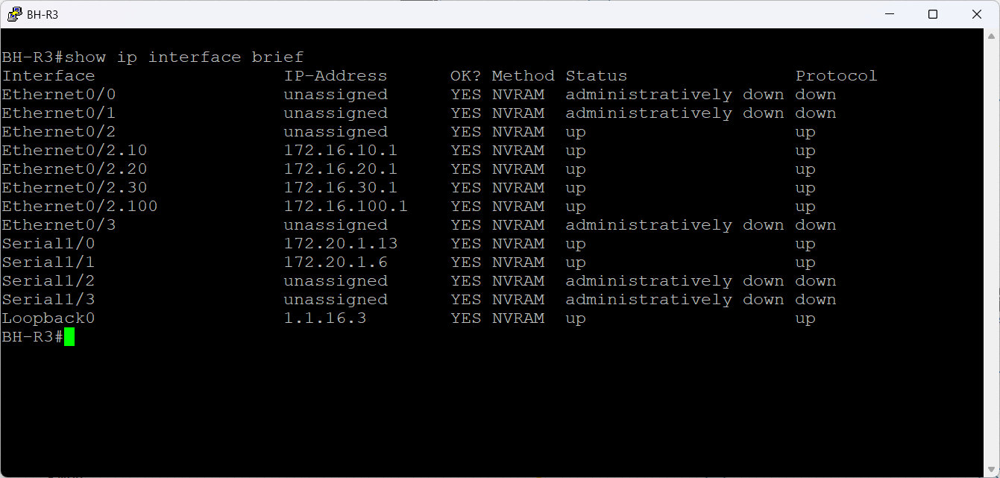 BH-R3
BH-R3#show ip interface brief
Interface                  IP-Address      OK? Method Status                Protocol
Ethernet0/0                unassigned      YES NVRAM  administratively down down
Ethernet0/1                unassigned      YES NVRAM  administratively down down
Ethernet0/2                unassigned      YES NVRAM  up                    up
Ethernet0/2.10             172.16.10.1     YES NVRAM  up                    up
Ethernet0/2.20             172.16.20.1     YES NVRAM  up                    up
Ethernet0/2.30             172.16.30.1     YES NVRAM  up                    up
Ethernet0/2.100            172.16.100.1    YES NVRAM  up                    up
Ethernet0/3                unassigned      YES NVRAM  administratively down down
Serial1/0                  172.20.1.13     YES NVRAM  up                    up
Serial1/1                  172.20.1.6      YES NVRAM  up                    up
Serial1/2                  unassigned      YES NVRAM  administratively down down
Serial1/3                  unassigned      YES NVRAM  administratively down down
Loopback0                  1.1.16.3        YES NVRAM  up                    up
BH-R3#